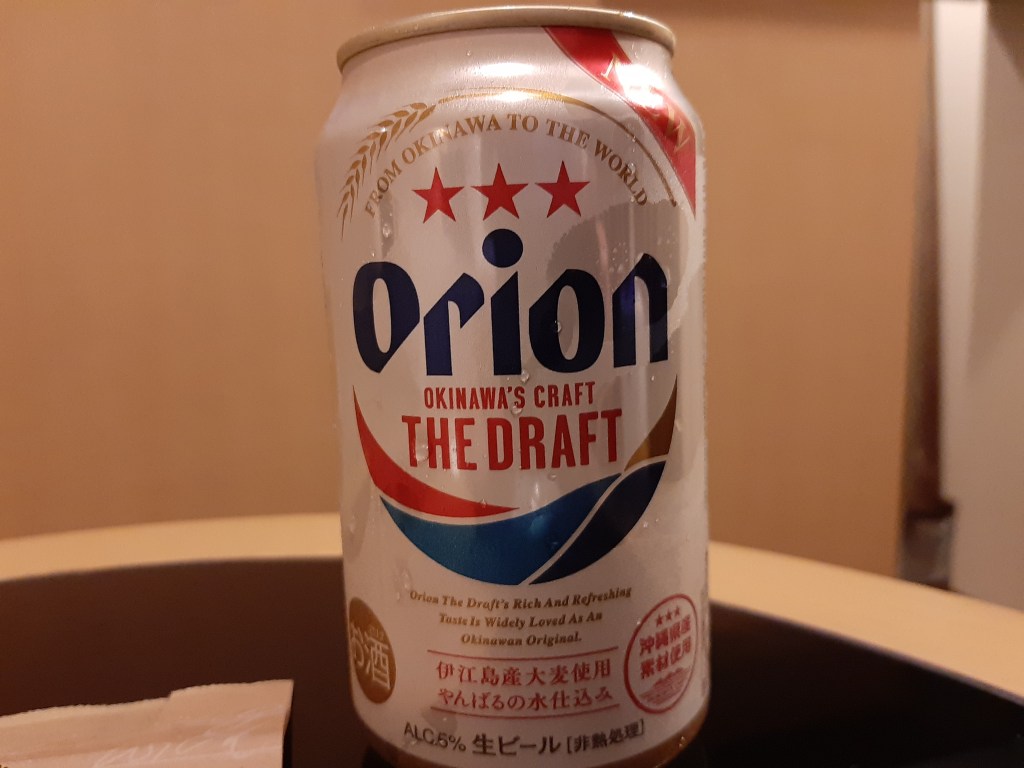 NEW
FROM OKINAWA TO THE WORLD
Orion
OKINAWA'S CRAFT
THE DRAFT
Orion The Draft's Rich And Refreshing
Taste Is Widely Loved As An
Okinawan Original.
お酒
沖縄県産
素材使用
伊江島産大麦使用
やんばるの水仕込み
ALC.5% 生ビール [非熱処理]